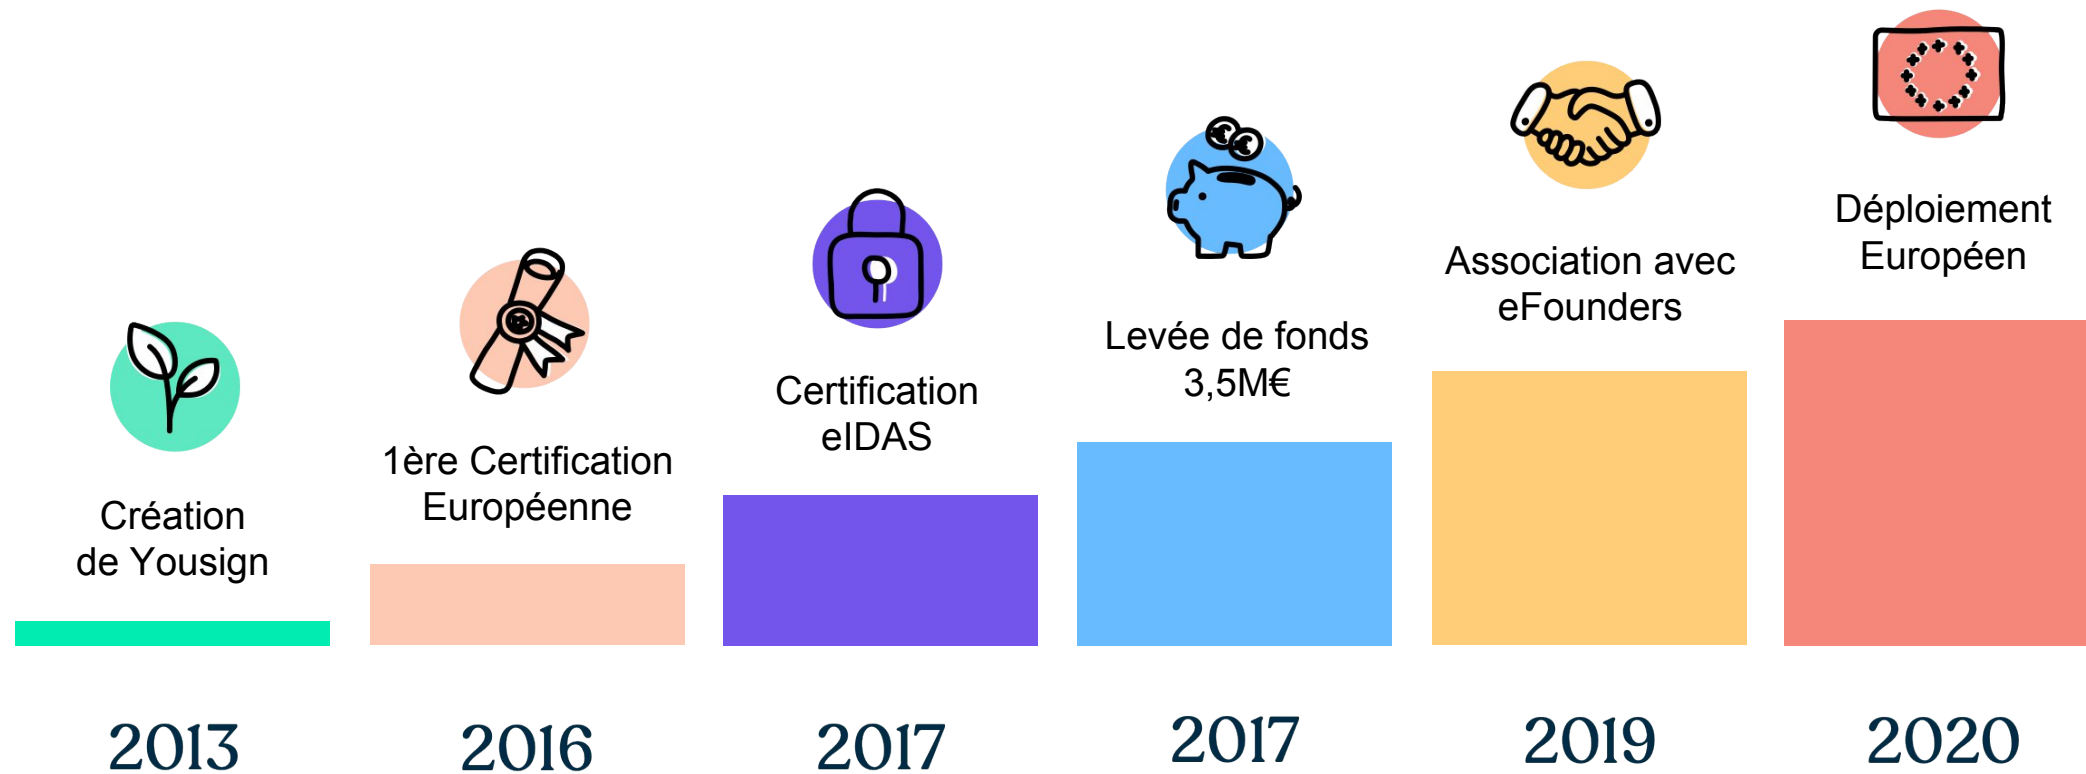 Création
de Yousign
2013
1ère Certification
Européenne
2016
Certification
eIDAS
2017
Levée de fonds
3,5M€
2017
Association avec
eFounders
2019
Déploiement
Européen
2020